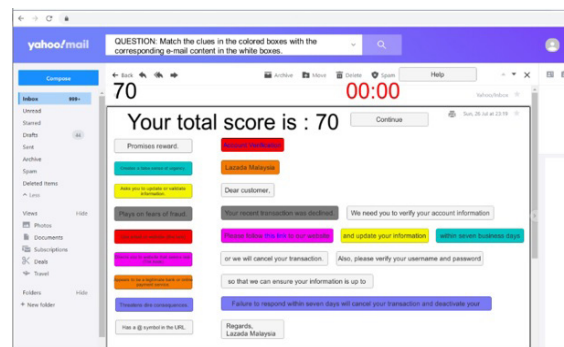 yahoo!mail
QUESTION: Match the clues in the colored boxes with the
corresponding e-mail content in the white boxes.
Compose
Back
Archive
Move
Delete
Spam
Help
70
00:00
Yahoo/Inbox
Inbox 999+
Unread
Starred
Drafts
Sent
Archive
Spam
Deleted Items
Less
Views Hide
Photos
Documents
Subscriptions
Deals
Travel
Folders Hide
+ New folder
Your total score is : 70
Continue
Sun, 26 Jul at 23:19
Promises reward.
Lazada Malaysia
Asks you to update or validate
information.
Dear customer,
Plays on fears of fraud.
Your recent transaction was declined.
We need you to verify your account information
Please follow this link to our website
and update your information
within seven business days
or we will cancel your transaction.
Also, please verify your username and password
so that we can ensure your information is up to
Threatens dire consequences.
Failure to respond within seven days will cancel your transaction and deactivate your
Has a @ symbol in the URL
Regards,
Lazada Malaysia